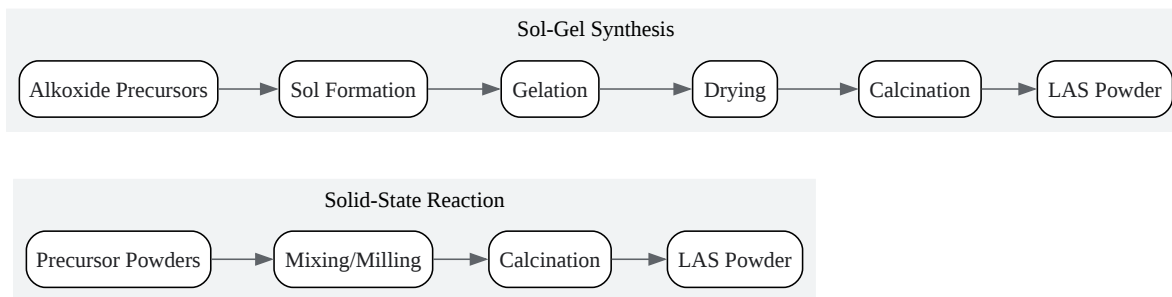 Sol-Gel Synthesis
Alkoxide Precursors
Sol Formation
Gelation
Drying
Calcination
LAS Powder
Solid-State Reaction
Precursor Powders
Mixing/Milling
Calcination
LAS Powder